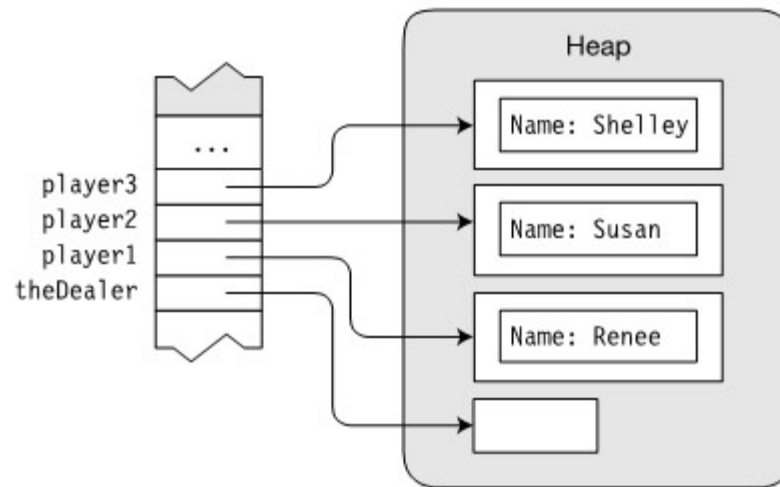 Heap
Name: Shelley
...
player3
player2
Name: Susan
player1
theDealer
Name: Renee